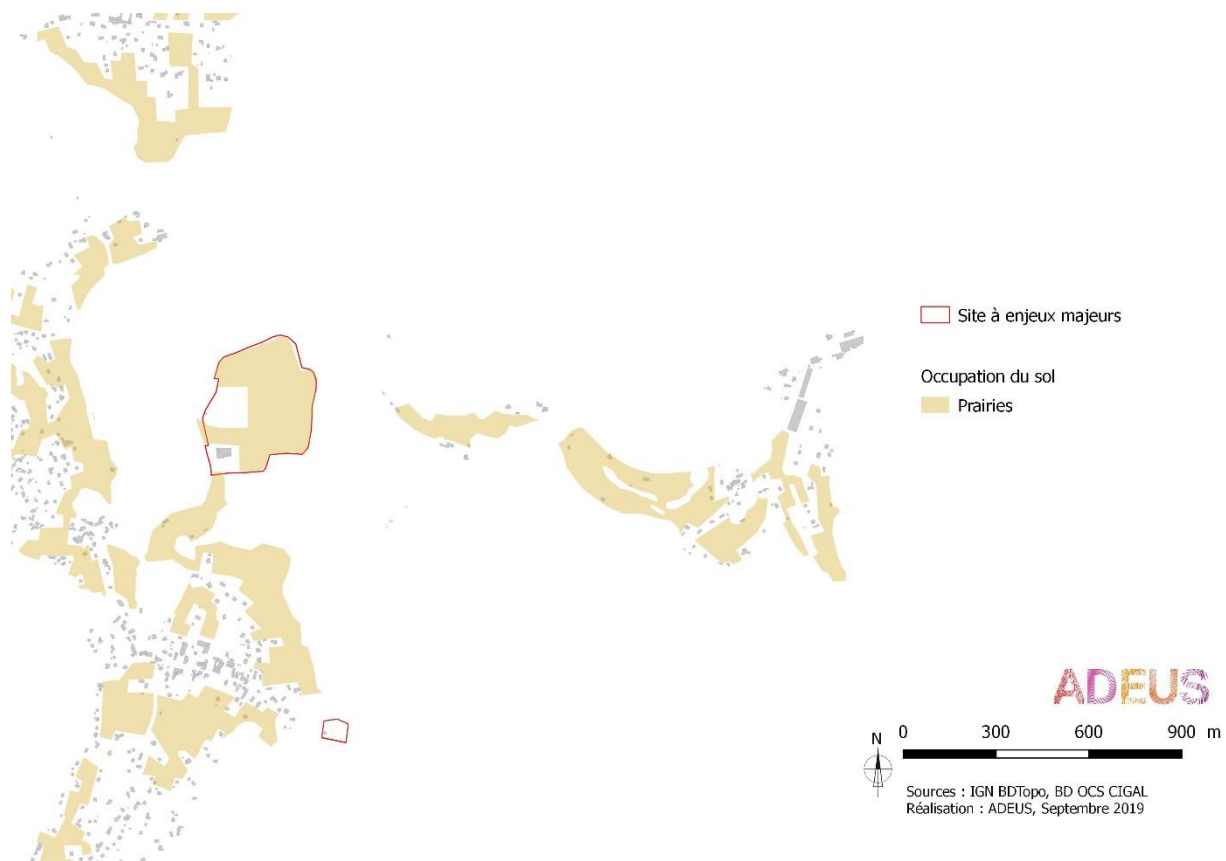 Site à enjeux majeurs
Occupation du sol
Prairies
ADEUS
N
0 300 600 900 m
Sources : IGN BDTopo, BD OCS CIGAL
Réalisation : ADEUS, Septembre 2019